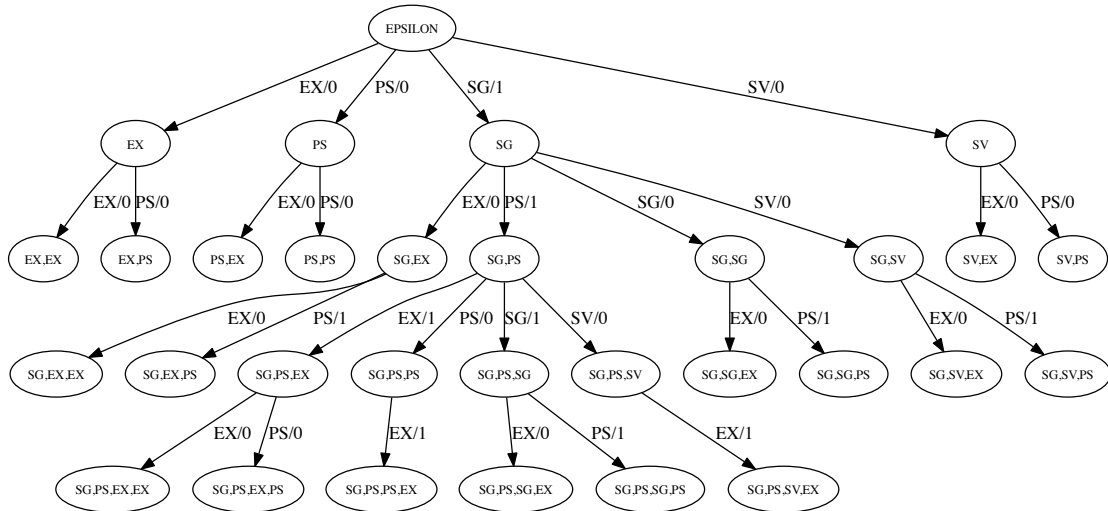 EPSILON
EX/0 PS/0 SG/1 SV/0
EX PS SG SV
EX/0 PS/0 EX/0 PS/0 EX/0 PS/1 SG/0 SV/0 EX/0 PS/0
EX,EX EX,PS PS,EX PS,PS SG,EX SG,PS SG,SG SG,SV SV,EX SV,PS
EX/0 PS/1 EX/1 PS/0 SG/1 SV/0 EX/0 PS/1 EX/0 PS/1
SG,EX,EX SG,EX,PS SG,PS,EX SG,PS,PS SG,PS,SG SG,PS,SV SG,SG,EX SG,SG,PS SG,SV,EX SG,SV,PS
EX/0 PS/0 EX/1 EX/0 PS/1 EX/1
SG,PS,EX,EX SG,PS,EX,PS SG,PS,PS,EX SG,PS,SG,EX SG,PS,SG,PS SG,PS,SV,EX